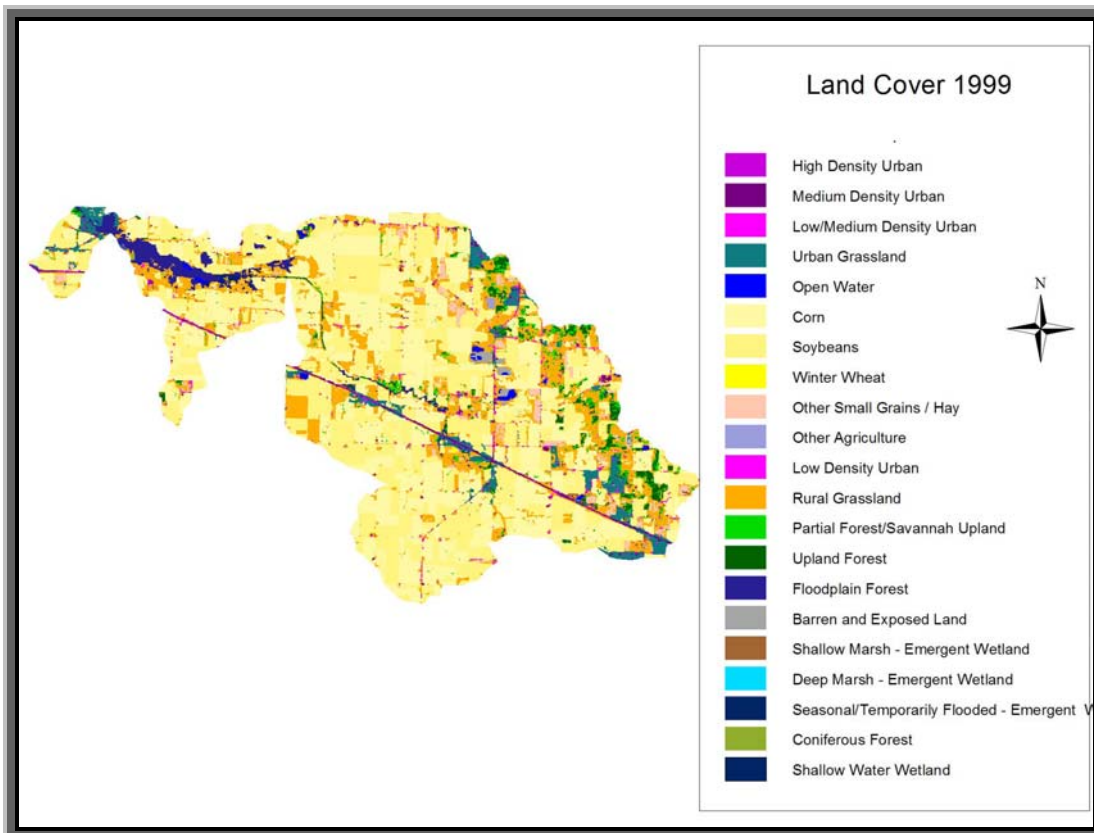 Land Cover 1999
High Density Urban
Medium Density Urban
Low/Medium Density Urban
Urban Grassland
Open Water
Corn
Soybeans
Winter Wheat
Other Small Grains / Hay
Other Agriculture
Low Density Urban
Rural Grassland
Partial Forest/Savannah Upland
Upland Forest
Floodplain Forest
Barren and Exposed Land
Shallow Marsh - Emergent Wetland
Deep Marsh - Emergent Wetland
Seasonal/Temporarily Flooded - Emergent W
Coniferous Forest
Shallow Water Wetland
N